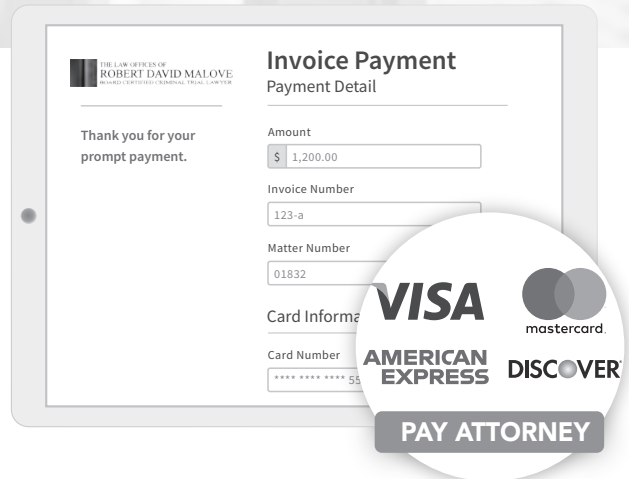 THE LAW OFFICES OF
ROBERT DAVID MALOVE
BOARD CERTIFIED CRIMINAL TRIAL LAWYER
Thank you for your
prompt payment.
Invoice Payment
Payment Detail
Amount
$ 1,200.00
Invoice Number
123-a
Matter Number
01832
Card Informa
Card Number
**** **** **** 55
VISA
mastercard.
AMERICAN
EXPRESS
DISCOVER
PAY ATTORNEY